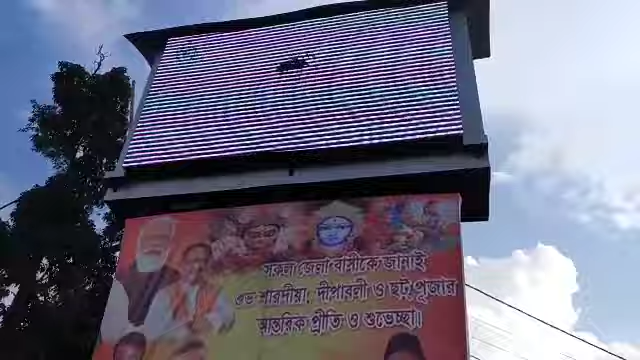 সকল জেলা বাসীকে জানাই
শুভ শারদীয়া, দীপাবলী ও ছট্ পূজার
আন্তরিক প্রীতি ও শুভেচ্ছা।